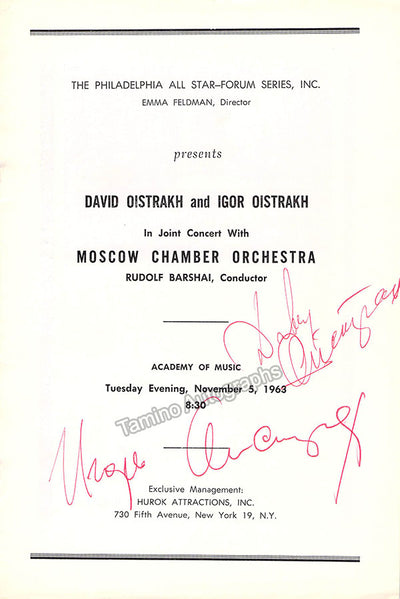 THE PHILADELPHIA ALL STAR–FORUM SERIES, INC.
EMMA FELDMAN, Director
presents
DAVID OISTRAKH and IGOR OISTRAKH
In Joint Concert With
MOSCOW CHAMBER ORCHESTRA
RUDOLF BARSHAI, Conductor
ACADEMY OF MUSIC
Tuesday Evening, November 5, 1963
8:30
Tamino Autographs
Exclusive Management:
HUROK ATTRACTIONS, INC.
730 Fifth Avenue, New York 19, N.Y.